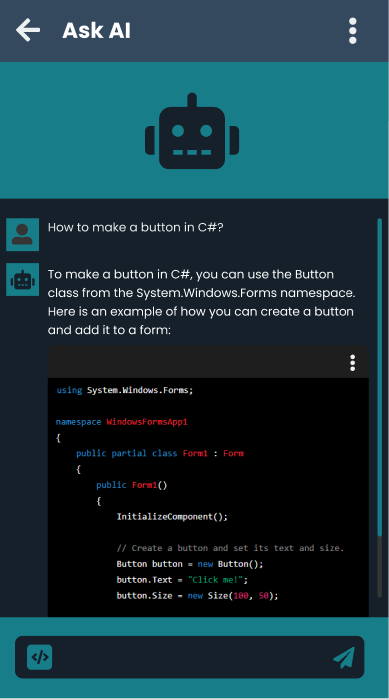 Ask AI
How to make a button in C#?
To make a button in C#, you can use the Button
class from the System.Windows.Forms namespace.
Here is an example of how you can create a button
and add it to a form:
using System.Windows.Forms;
namespace WindowsFormsApp1
{
public partial class Form1 : Form
{
public Form1()
{
InitializeComponent();
// Create a button and set its text and size.
Button button = new Button();
button.Text = "Click me!";
button.Size = new Size(100, 50);
</>